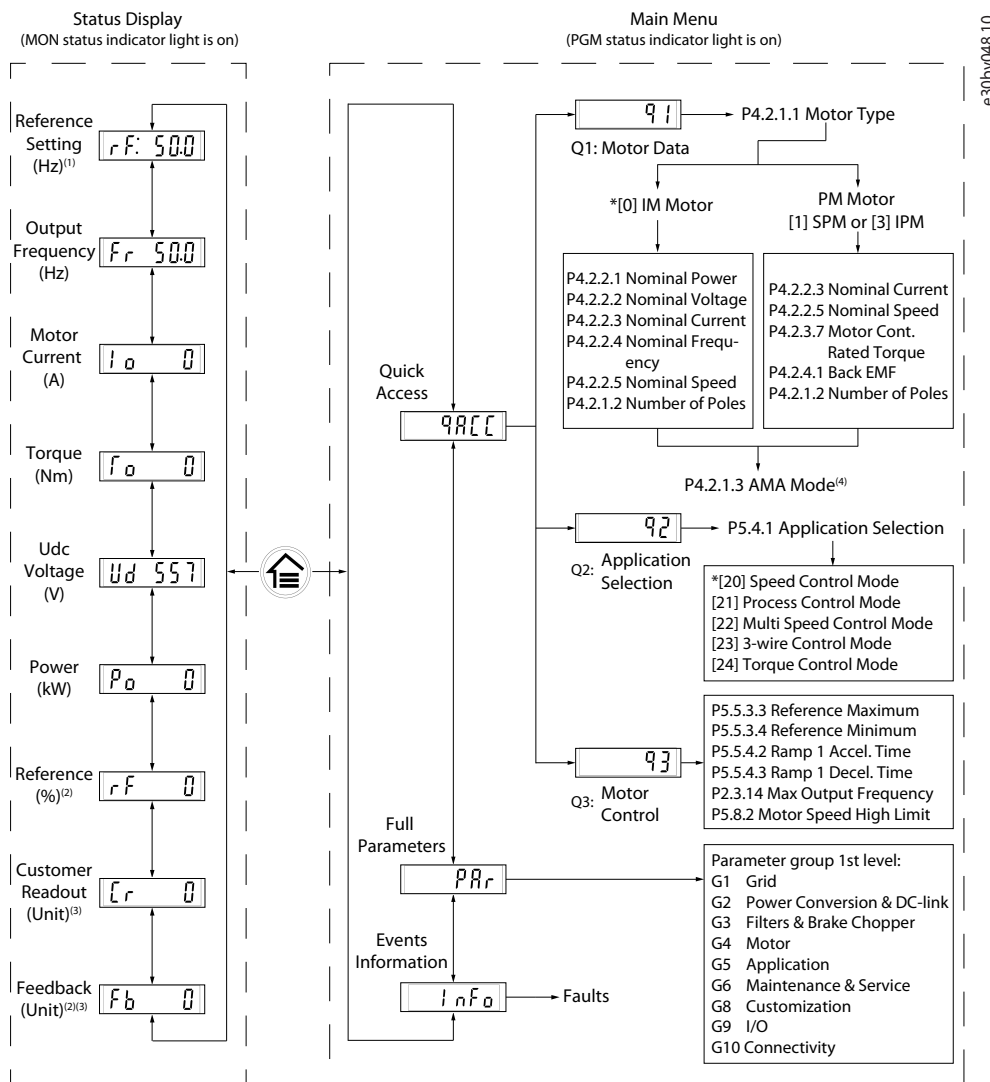 Status Display
(MON status indicator light is on)
Main Menu
(PGM status indicator light is on)
e30bv048.10
Reference
Setting
(Hz)(1)
rF: 50.0
Output
Frequency
(Hz)
Fr 50.0
Motor
Current
(A)
Io 0
Torque
(Nm)
To 0
Udc
Voltage
(V)
Ud 557
Power
(kW)
Po 0
Reference
(%)(2)
rF 0
Customer
Readout
(Unit)(3)
Cr 0
Feedback
(Unit)(2)(3)
Fb 0
Quick
Access
qACC
q1
Q1: Motor Data
P4.2.1.1 Motor Type
*[0] IM Motor
PM Motor
[1] SPM or [3] IPM
P4.2.2.1 Nominal Power
P4.2.2.2 Nominal Voltage
P4.2.2.3 Nominal Current
P4.2.2.4 Nominal Frequ-
ency
P4.2.2.5 Nominal Speed
P4.2.1.2 Number of Poles
P4.2.2.3 Nominal Current
P4.2.2.5 Nominal Speed
P4.2.3.7 Motor Cont.
Rated Torque
P4.2.4.1 Back EMF
P4.2.1.2 Number of Poles
P4.2.1.3 AMA Mode(4)
q2
Q2: Application
Selection
P5.4.1 Application Selection
*[20] Speed Control Mode
[21] Process Control Mode
[22] Multi Speed Control Mode
[23] 3-wire Control Mode
[24] Torque Control Mode
q3
Q3: Motor
Control
P5.5.3.3 Reference Maximum
P5.5.3.4 Reference Minimum
P5.5.4.2 Ramp 1 Accel. Time
P5.5.4.3 Ramp 1 Decel. Time
P2.3.14 Max Output Frequency
P5.8.2 Motor Speed High Limit
Full
Parameters
PAr
Parameter group 1st level:
G1 Grid
G2 Power Conversion & DC-link
G3 Filters & Brake Chopper
G4 Motor
G5 Application
G6 Maintenance & Service
G8 Customization
G9 I/O
G10 Connectivity
Events
Information
InFo
Faults